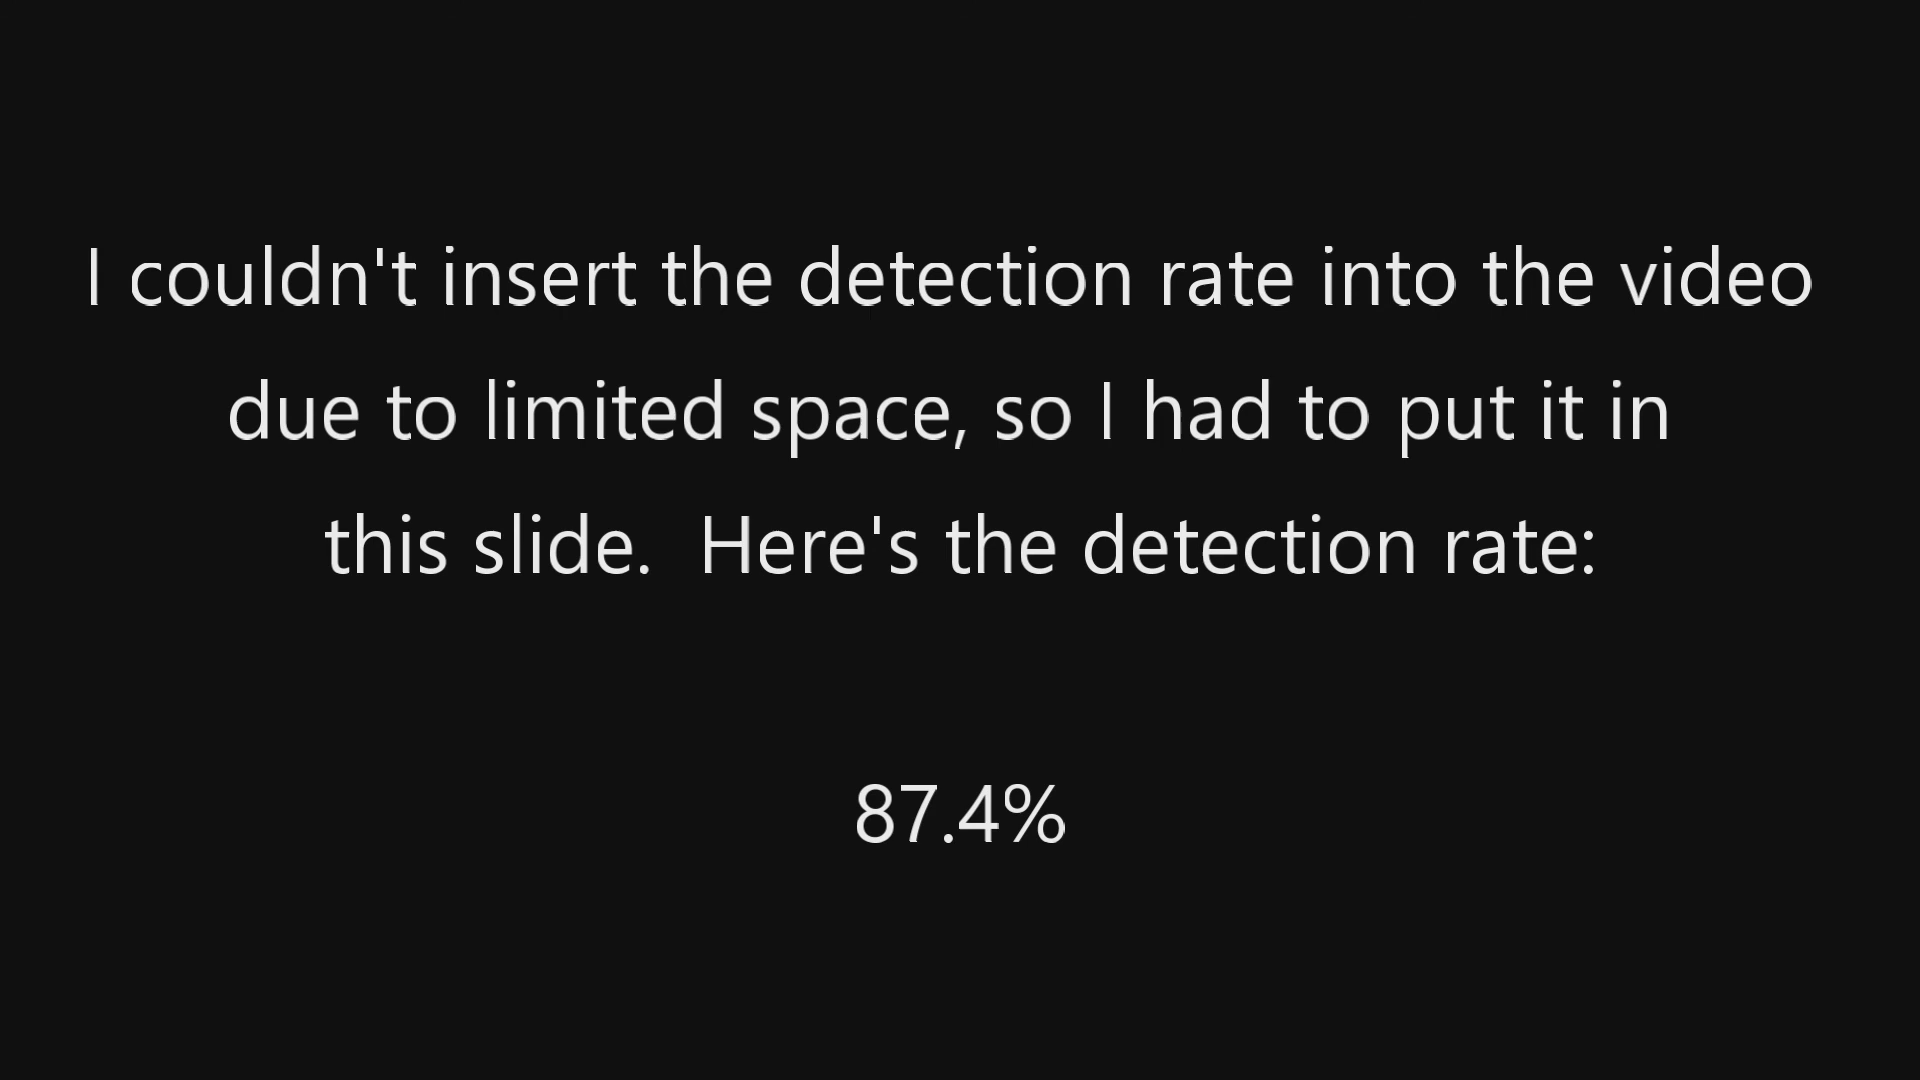 I couldn't insert the detection rate into the video
due to limited space, so I had to put it in
this slide.  Here's the detection rate:
87.4%